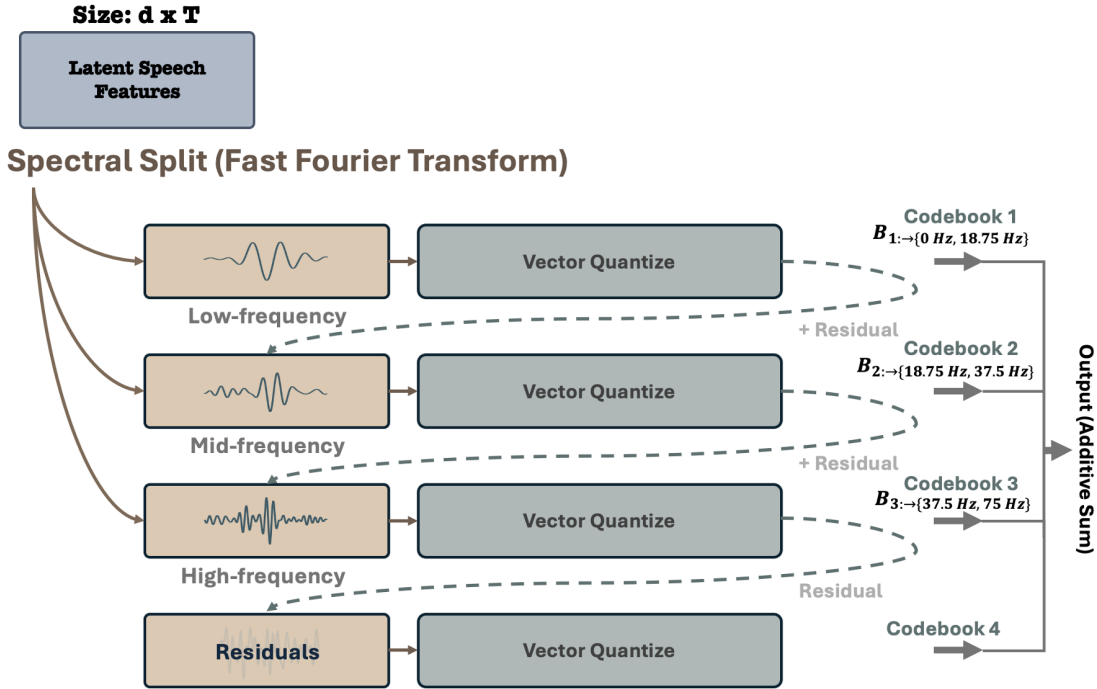 Size: d x T
Latent Speech
Features
Spectral Split (Fast Fourier Transform)
Codebook 1
B1:→{0 Hz, 18.75 Hz}
Vector Quantize
Low-frequency
+ Residual
Codebook 2
B2:→{18.75 Hz, 37.5 Hz}
Vector Quantize
Mid-frequency
+ Residual
Codebook 3
B3:→{37.5 Hz, 75 Hz}
Vector Quantize
High-frequency
Residual
Codebook 4
Residuals
Vector Quantize
Output (Additive Sum)